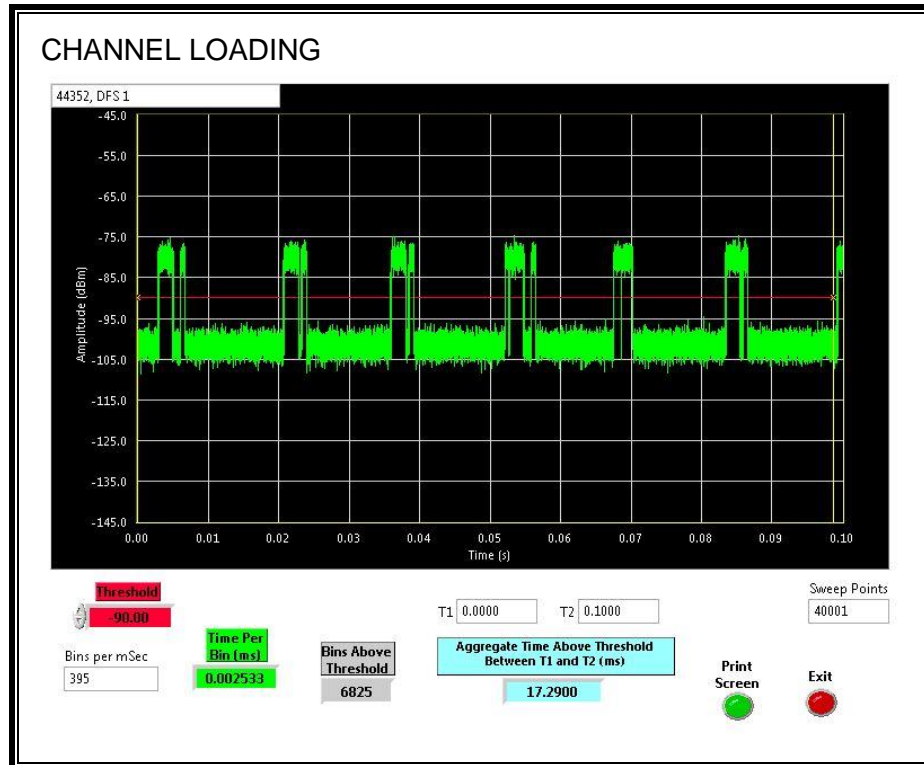 CHANNEL LOADING
44352, DFS 1
-45.0
-55.0
-65.0
-75.0
-85.0
-95.0
-105.0
-115.0
-125.0
-135.0
-145.0
Amplitude (dBm)
0.00 0.01 0.02 0.03 0.04 0.05 0.06 0.07 0.08 0.09 0.10
Time (s)
Threshold
-90.00
Bins per mSec
395
Time Per
Bin (ms)
0.002533
Bins Above
Threshold
6825
T1 0.0000 T2 0.1000
Aggregate Time Above Threshold
Between T1 and T2 (ms)
17.2900
Sweep Points
40001
Print
Screen
Exit